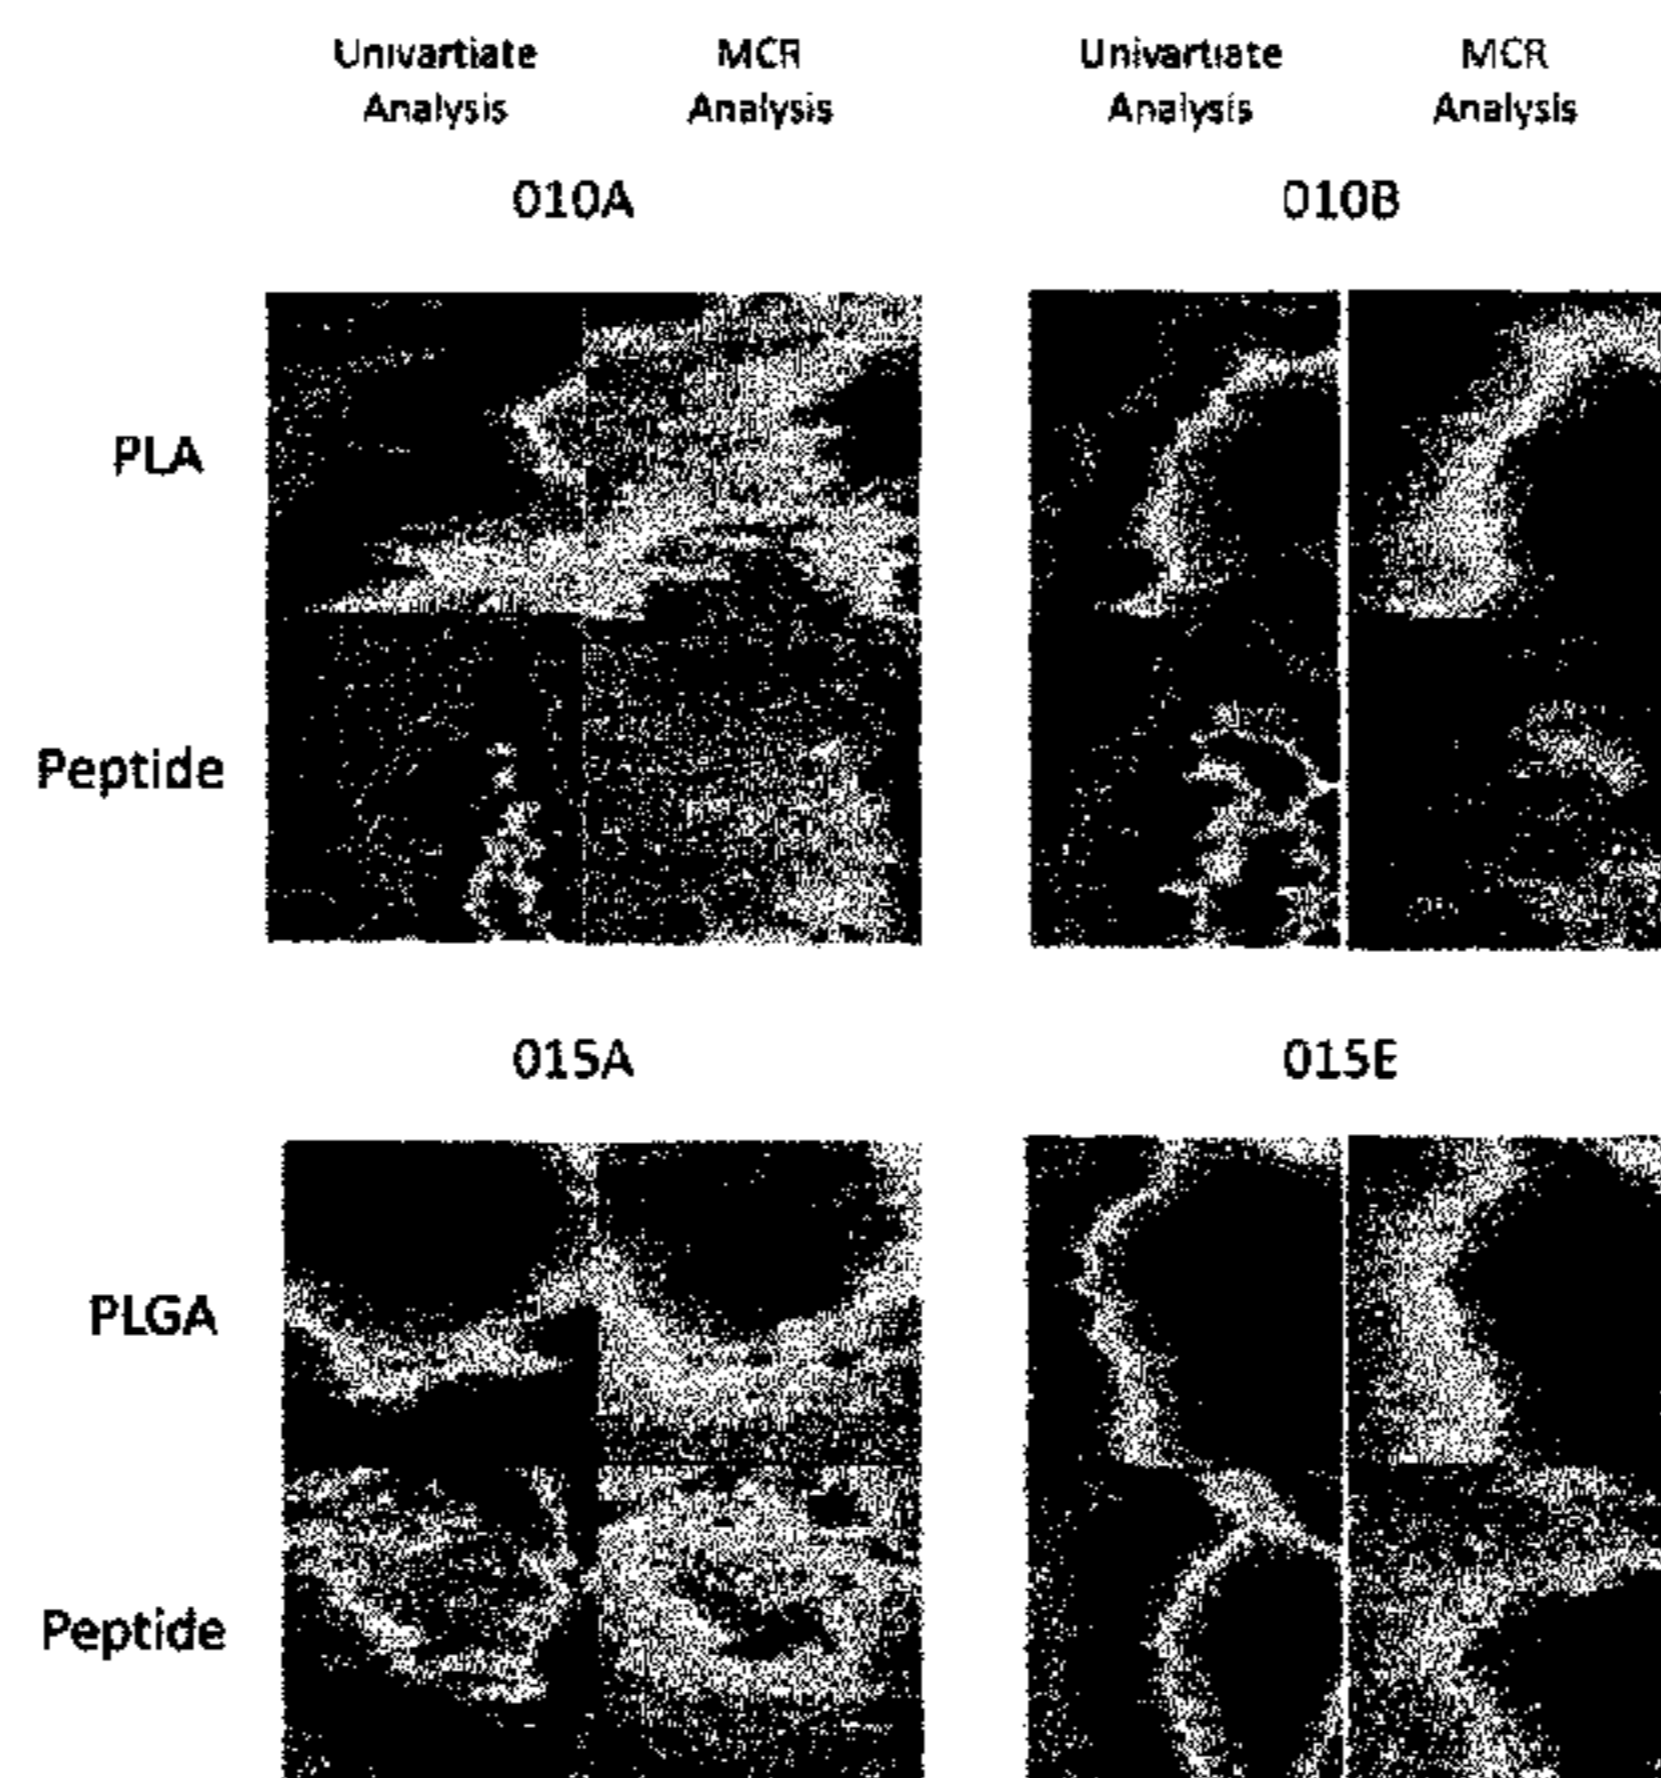 Univartiate MCR Univartiate MCR
Analysis Analysis Analysis Analysis
010A 010B
PLA
Peptide
015A 015E
PLGA
Peptide